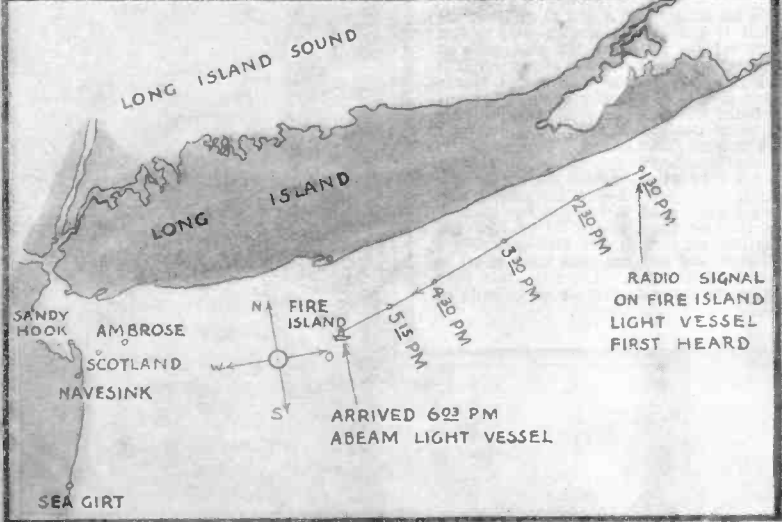 LONG ISLAND SOUND
LONG ISLAND
1 30 PM
2 30 PM
3 30 PM
4 30 PM
5 15 PM
RADIO SIGNAL
ON FIRE ISLAND
LIGHT VESSEL
FIRST HEARD
SANDY
HOOK
AMBROSE
SCOTLAND
NAVESINK
N
W
O
S
FIRE
ISLAND
ARRIVED 6 03 PM
ABEAM LIGHT VESSEL
SEA GIRT